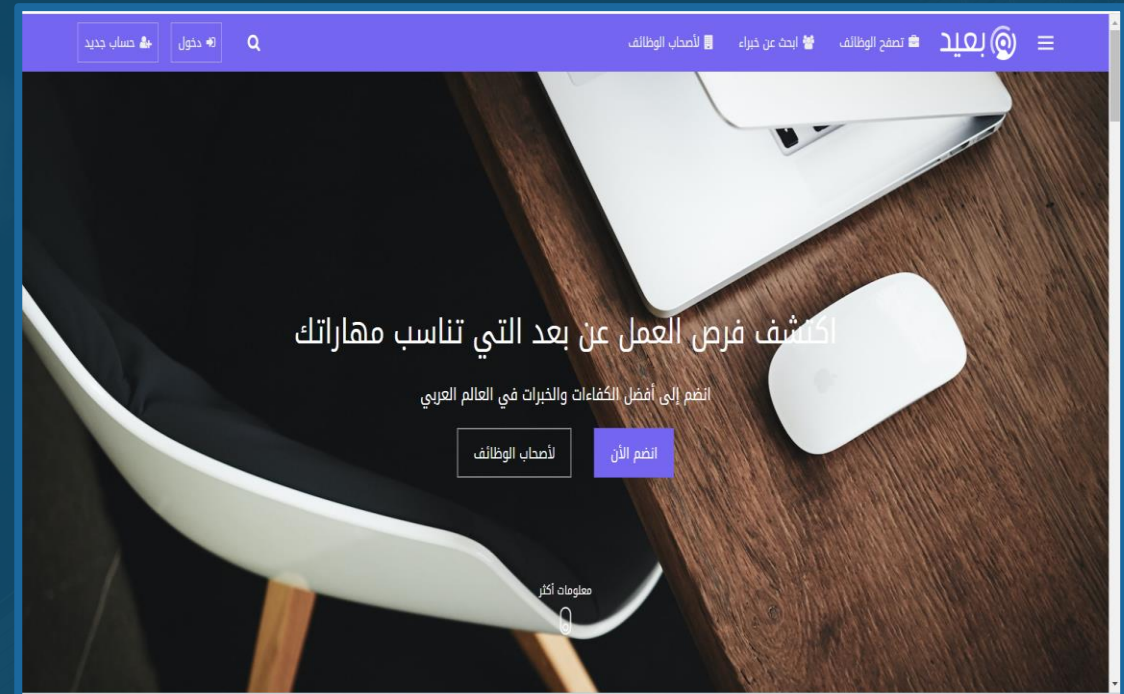 بعيد تصفح الوظائف ابحث عن خبراء لأصحاب الوظائف دخول حساب جديد
اكتشف فرص العمل عن بعد التي تناسب مهاراتك
انضم إلى أفضل الكفاءات والخبرات في العالم العربي
انضم الأن لأصحاب الوظائف
معلومات أكثر